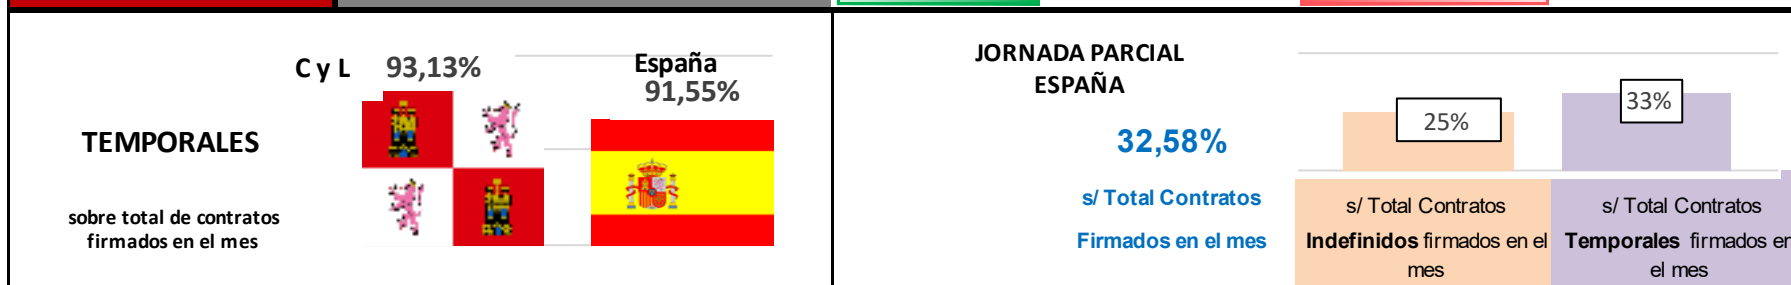 C y L 93,13%
España
91,55%
TEMPORALES
sobre total de contratos
firmados en el mes
JORNADA PARCIAL
ESPAÑA
32,58%
s/ Total Contratos
Firmados en el mes
25%
33%
s/ Total Contratos
Indefinidos firmados en el
mes
s/ Total Contratos
Temporales firmados en
el mes